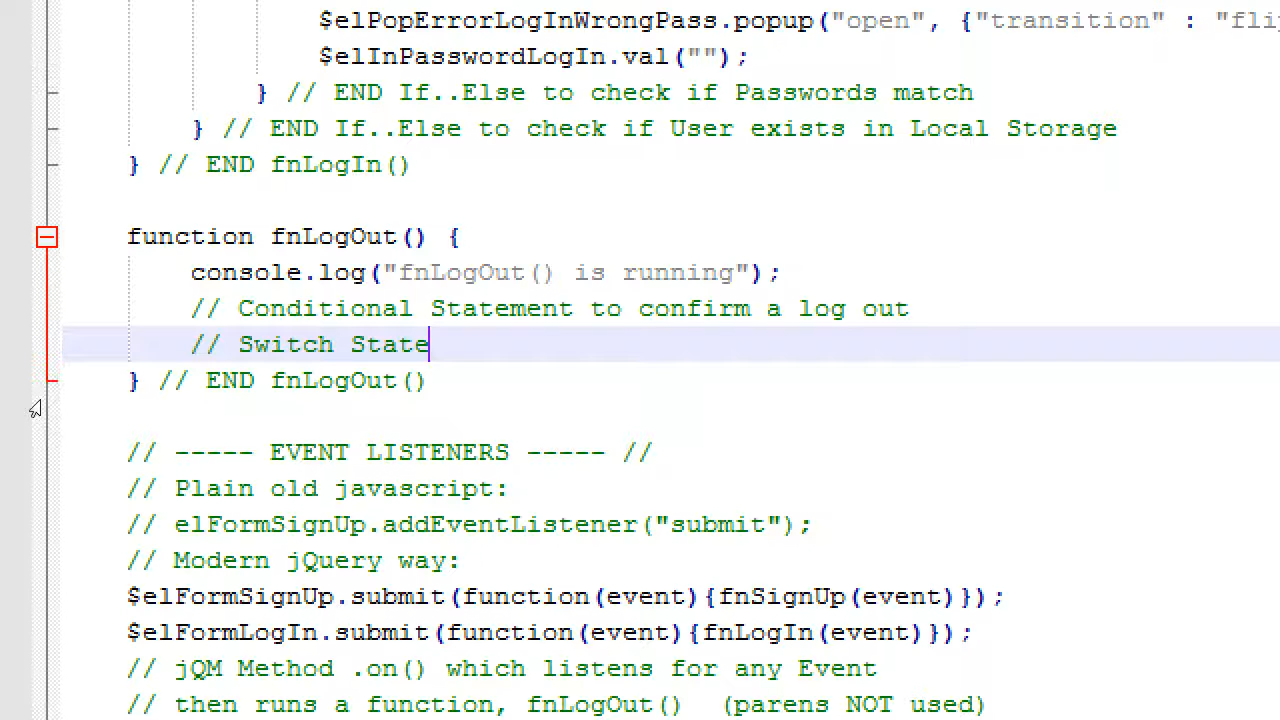 $elPopErrorLogInWrongPass.popup("open", {"transition" : "fli
$elInPasswordLogIn.val("");
} // END If..Else to check if Passwords match
} // END If..Else to check if User exists in Local Storage
} // END fnLogIn()
function fnLogOut() {
console.log("fnLogOut() is running");
// Conditional Statement to confirm a log out
// Switch State
} // END fnLogOut()
// ----- EVENT LISTENERS ----- //
// Plain old javascript:
// elFormSignUp.addEventListener("submit");
// Modern jQuery way:
$elFormSignUp.submit(function(event){fnSignUp(event)});
$elFormLogIn.submit(function(event){fnLogIn(event)});
// jQM Method .on() which listens for any Event
// then runs a function, fnLogOut()  (parens NOT used)